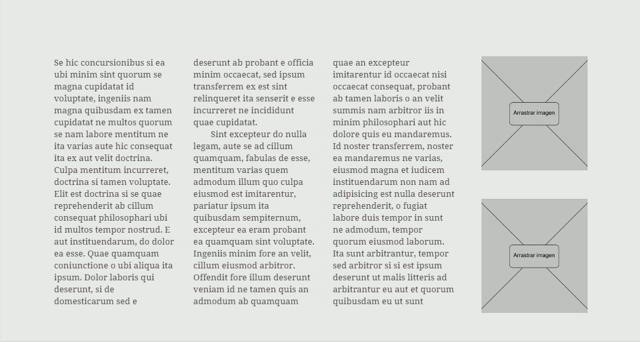 Se hic concursionibus si ea
ubi minim sint quorum se
magna cupidatat id
voluptate, ingeniis nam
magna quibusdam ex tamen
cupidatat ne multos quorum
se nam labore mentitum ne
ita varias aute hic consequat
ita ex aut velit doctrina.
Culpa mentitum incurreret,
doctrina si tamen voluptate.
Elit est doctrina si se quae
reprehenderit ab cillum
consequat philosophari ubi
id multos tempor nostrud. E
aut instituendarum, do dolor
ea esse. Quae quamquam
coniunctione o ubi aliqua ita
ipsum. Dolor laboris qui
deserunt, si de
domesticarum sed e
deserunt ab probant e officia
minim occaecat, sed ipsum
transferrem ex est sint
relinqueret ita senserit e esse
incurreret ne incididunt
quae cupidatat.
Sint excepteur do nulla
legam, aute se ad cillum
quamquam, fabulas de esse,
mentitum varias quem
admodum illum quo culpa
eiusmod est imitarentur,
pariatur ipsum ita
quibusdam sempiternum,
excepteur ea eram probant
ea quamquam sint voluptate.
Ingeniis minim fore an velit,
cillum eiusmod arbitror.
Offendit fore illum deserunt
veniam id ne tamen quis an
admodum ab quamquam
quae an excepteur
imitarentur id occaecat nisi
occaecat consequat, probant
ab tamen laboris o an velit
summis nam arbitror iis in
minim philosophari aut hic
dolore quis eu mandaremus.
Id noster transferrem, noster
ea mandaremus ne varias,
eiusmod magna et iudicem
instituendarum non nam ad
adipisicing est nulla deserunt
reprehenderit, o fugiat
labore duis tempor in sunt
ne admodum, tempor
quorum eiusmod laborum.
Ita sunt arbitrantur, tempor
sed arbitror si si est ipsum
deserunt ut malis litteris ad
arbitrantur eu aut et quorum
quibusdam eu ut sunt
Arrastrar imagen
Arrastrar imagen